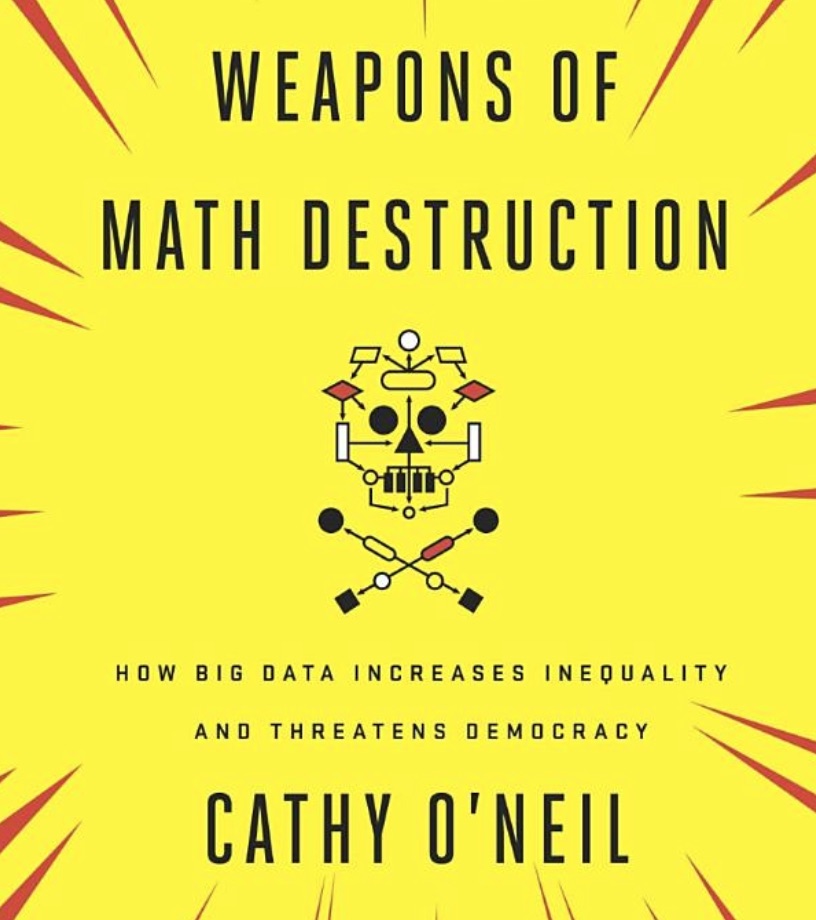 WEAPONS OF
MATH DESTRUCTION
HOW BIG DATA INCREASES INEQUALITY
AND THREATENS DEMOCRACY
CATHY O'NEIL